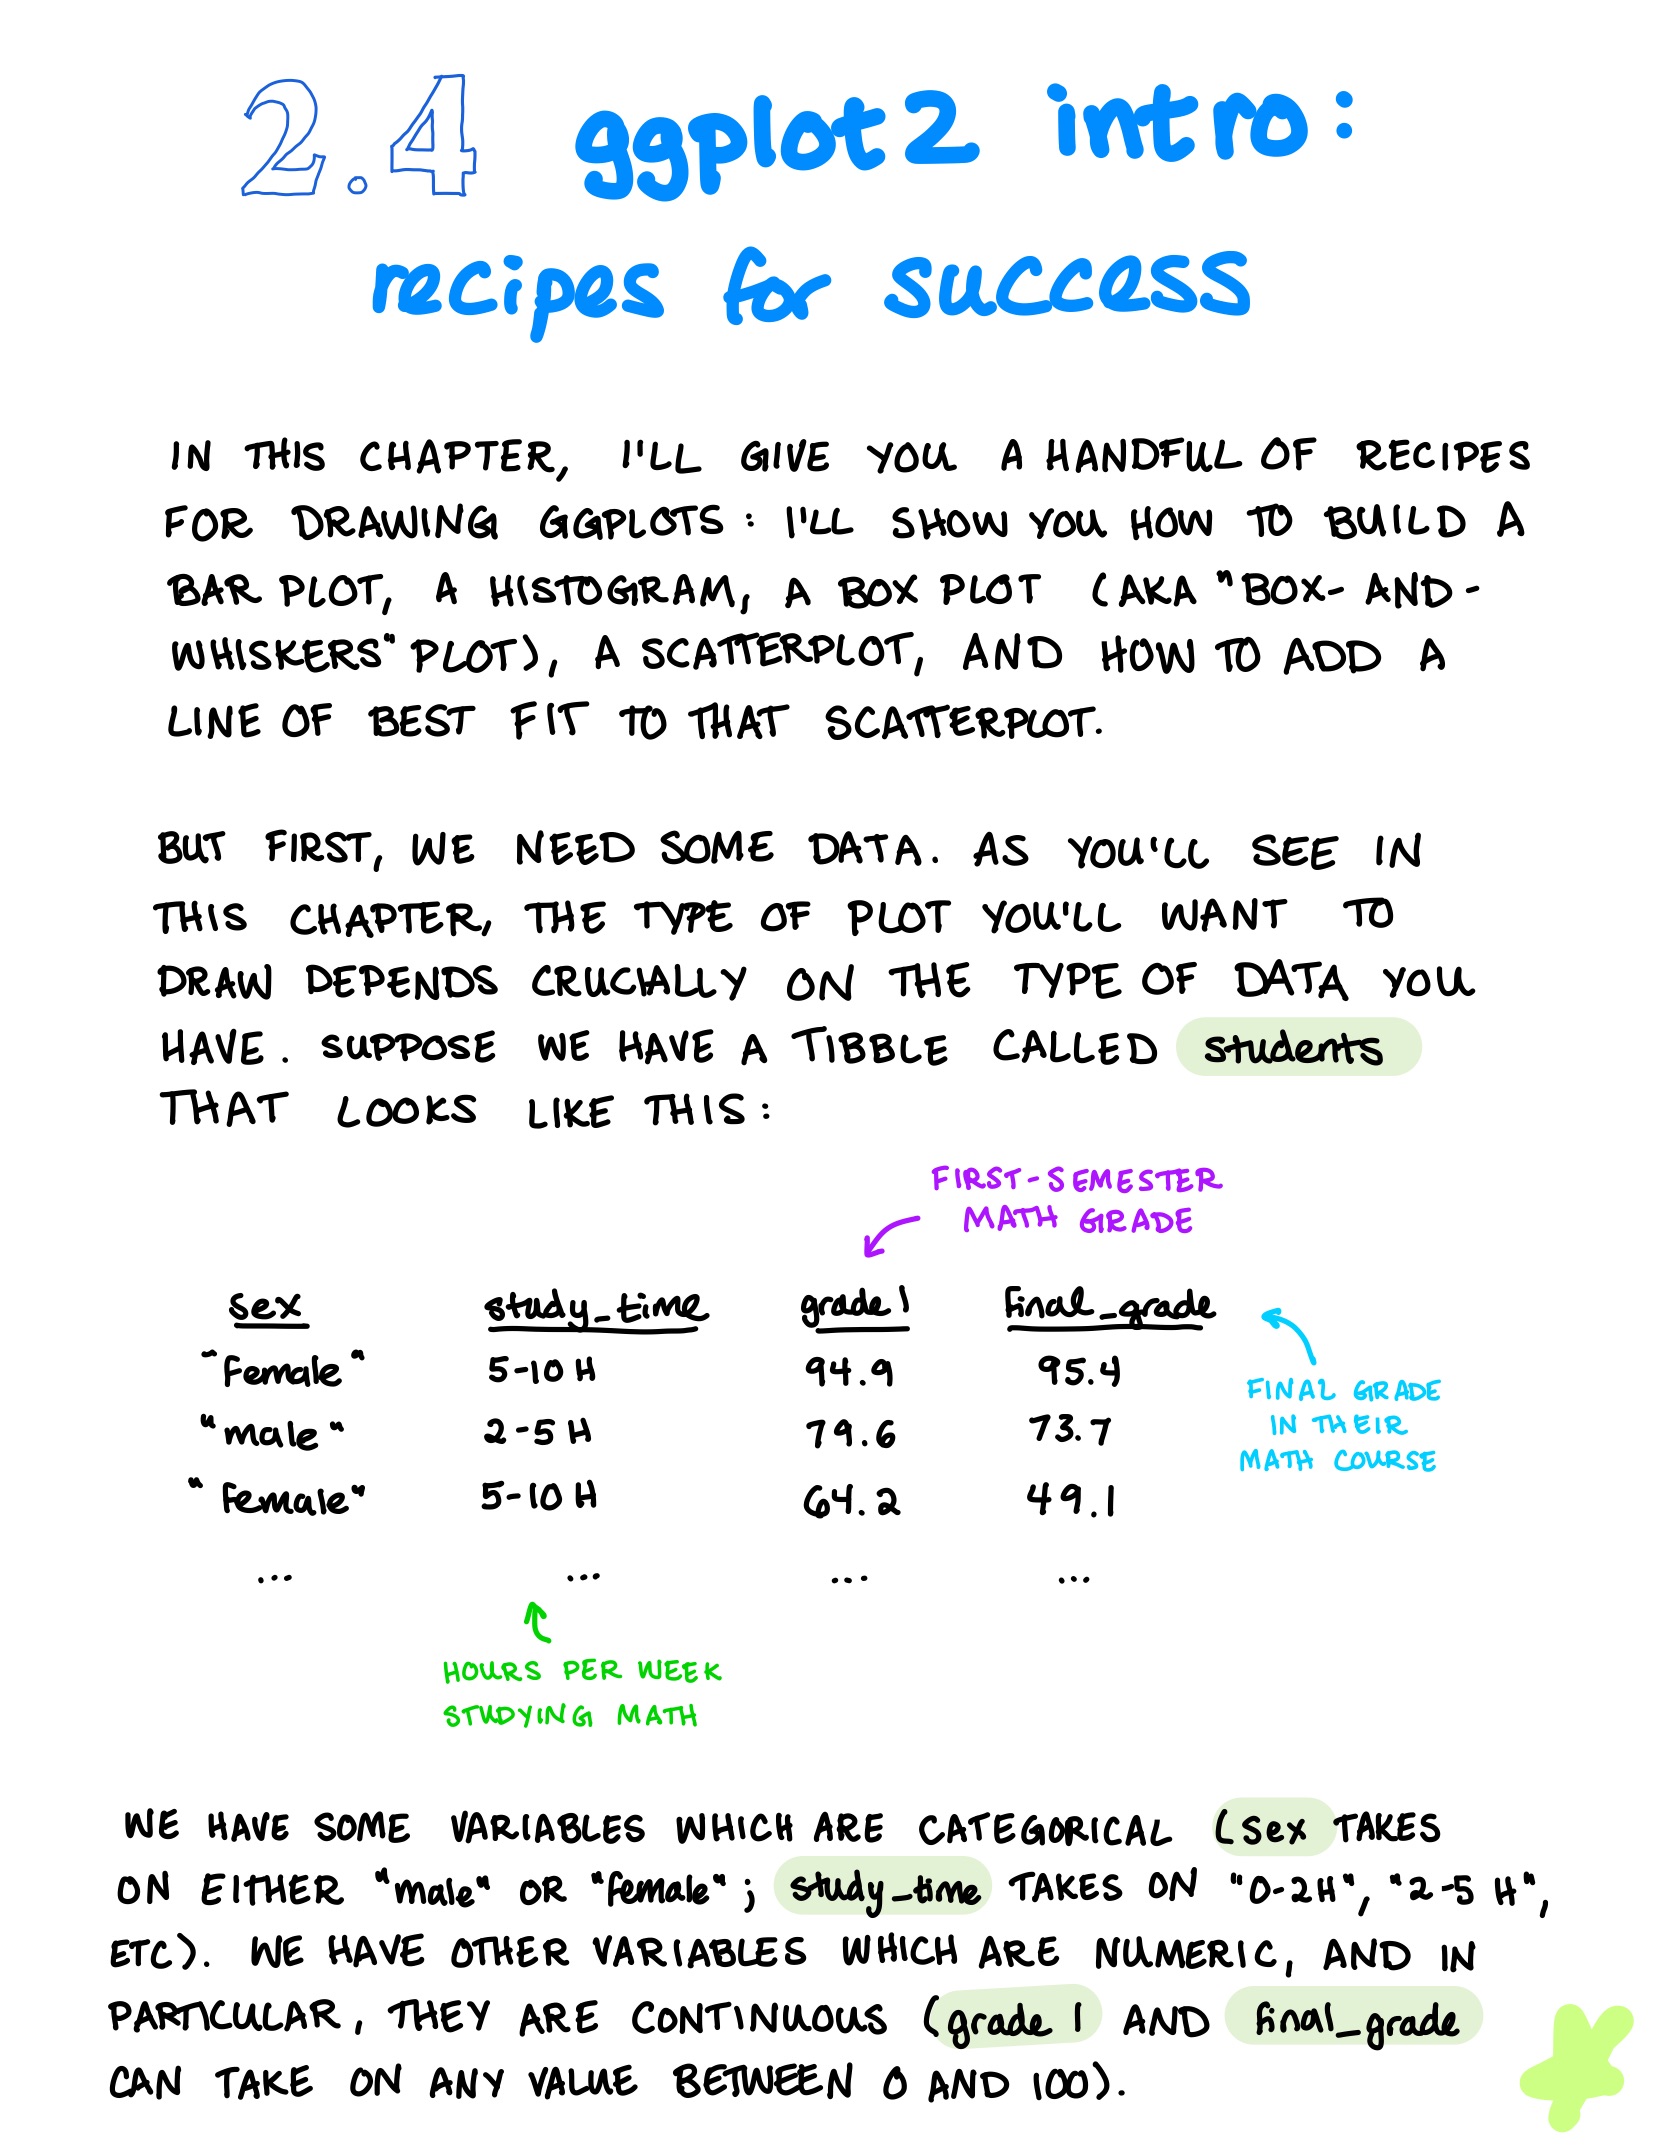 2.4 ggplot2 intro:
recipes for success
IN THIS CHAPTER, I'LL GIVE YOU A HANDFUL OF RECIPES
FOR DRAWING GGPLOTS: I'LL SHOW YOU HOW TO BUILD A
BAR PLOT, A HISTOGRAM, A BOX PLOT (AKA "BOX-AND-
WHISKERS" PLOT), A SCATTERPLOT, AND HOW TO ADD A
LINE OF BEST FIT TO THAT SCATTERPLOT.
BUT FIRST, WE NEED SOME DATA. AS YOU'LL SEE IN
THIS CHAPTER, THE TYPE OF PLOT YOU'LL WANT TO
DRAW DEPENDS CRUCIALLY ON THE TYPE OF DATA YOU
HAVE. SUPPOSE WE HAVE A TIBBLE CALLED students
THAT LOOKS LIKE THIS:
FIRST-SEMESTER
MATH GRADE
sex study_time grade1 final_grade
"female" 5-10 H 94.9 95.4
"male" 2-5 H 79.6 73.7
"female" 5-10 H 64.2 49.1
... ... ... ...
FINAL GRADE
IN THEIR
MATH COURSE
HOURS PER WEEK
STUDYING MATH
WE HAVE SOME VARIABLES WHICH ARE CATEGORICAL (sex TAKES
ON EITHER "male" OR "female"; study_time TAKES ON "0-2H", "2-5 H",
ETC). WE HAVE OTHER VARIABLES WHICH ARE NUMERIC, AND IN
PARTICULAR, THEY ARE CONTINUOUS (grade1 AND final_grade
CAN TAKE ON ANY VALUE BETWEEN 0 AND 100).